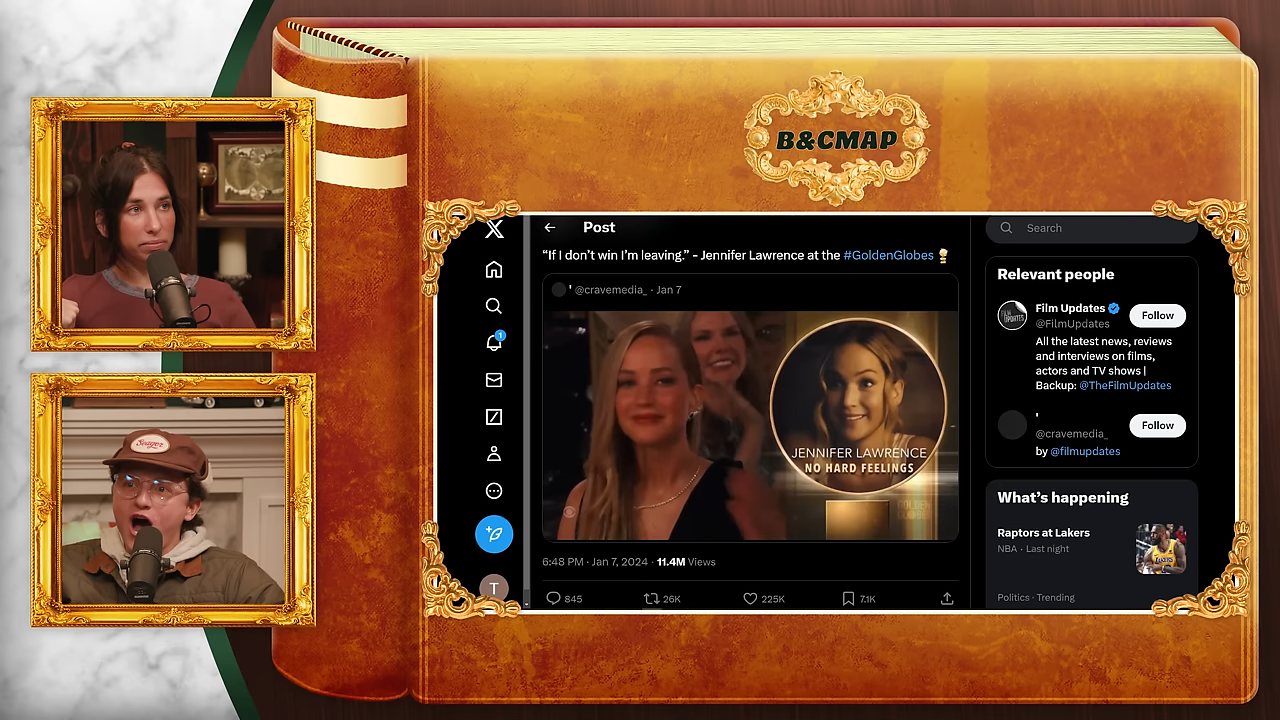 B&CMAP
Seager
Post
Search
“If I don’t win I’m leaving.” - Jennifer Lawrence at the #GoldenGlobes
' @cravemedia_ · Jan 7
JENNIFER LAWRENCE
NO HARD FEELINGS
6:48 PM · Jan 7, 2024 · 11.4M Views
845
26K
225K
7.1K
1
T
Relevant people
Film Updates
@FilmUpdates
Follow
All the latest news, reviews
and interviews on films,
actors and TV shows |
Backup: @TheFilmUpdates
'
@cravemedia_
Follow
by @filmupdates
What’s happening
Raptors at Lakers
NBA · Last night
Politics · Trending